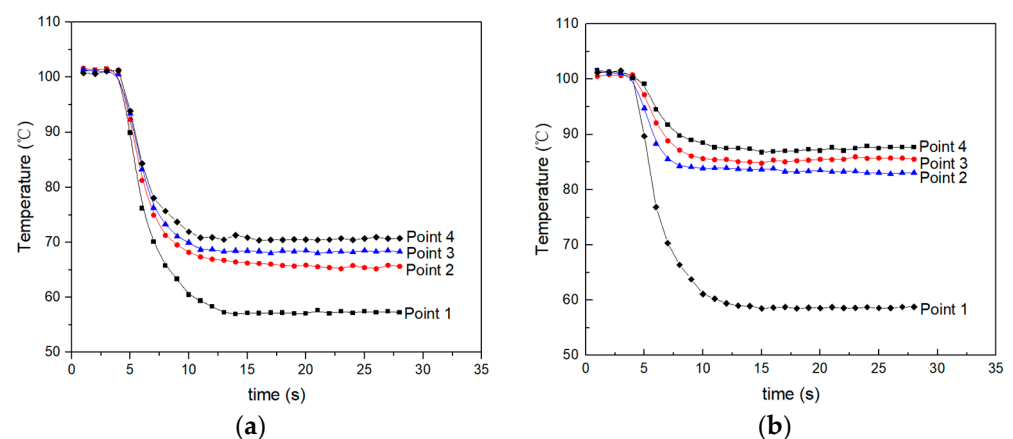 110
100
90
80
70
60
50
Temperature (℃)
0 5 10 15 20 25 30 35
time (s)
Point 4
Point 3
Point 2
Point 1
(a)
110
100
90
80
70
60
50
Temperature (℃)
0 5 10 15 20 25 30 35
time (s)
Point 4
Point 3
Point 2
Point 1
(b)